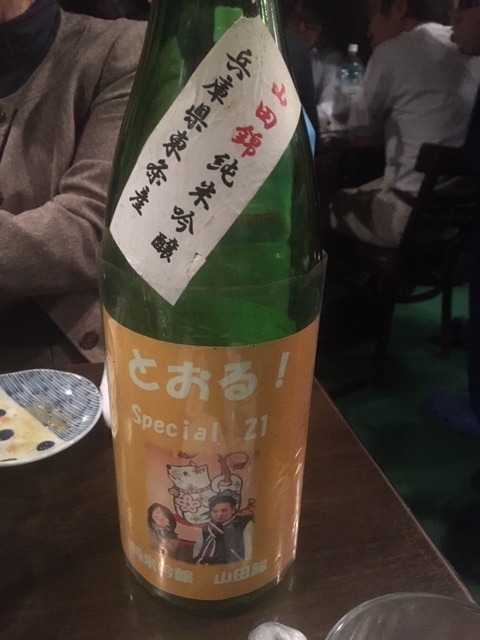 山田錦 純米吟醸
兵庫県東条産
とおる!
Special 21
純米吟醸 山田錦